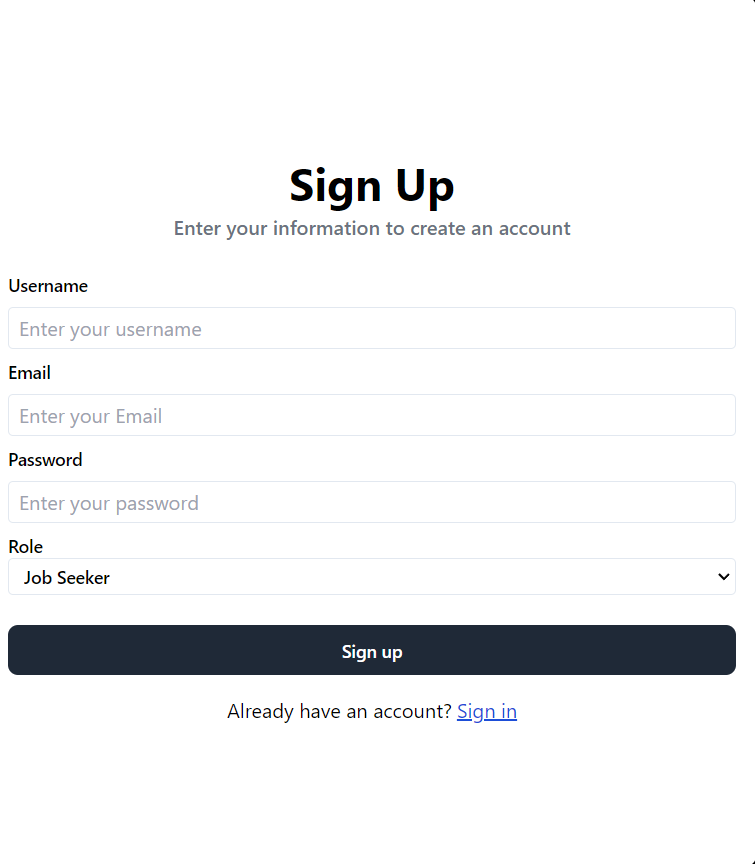 Sign Up
Enter your information to create an account
Username
Enter your username
Email
Enter your Email
Password
Enter your password
Role
Job Seeker
Sign up
Already have an account? Sign in